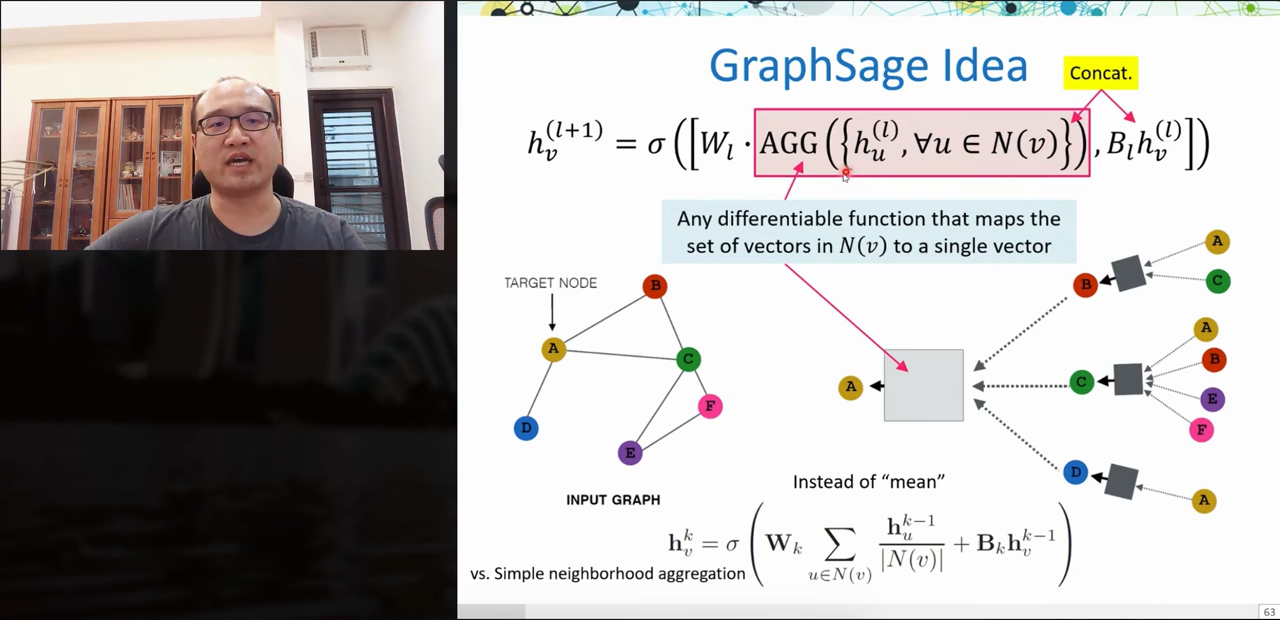 GraphSage Idea
Concat.
h_v^{(l+1)} = σ([W_l · AGG({h_u^{(l)}, ∀u ∈ N(v)}), B_l h_v^{(l)}])
Any differentiable function that maps the
set of vectors in N(v) to a single vector
TARGET NODE
A
B
C
D
E
F
INPUT GRAPH
A
B
C
D
A
C
A
B
E
F
A
Instead of “mean”
h_v^k = σ(W_k ∑_{u∈N(v)} h_u^{k−1} / |N(v)| + B_k h_v^{k−1})
vs. Simple neighborhood aggregation
63